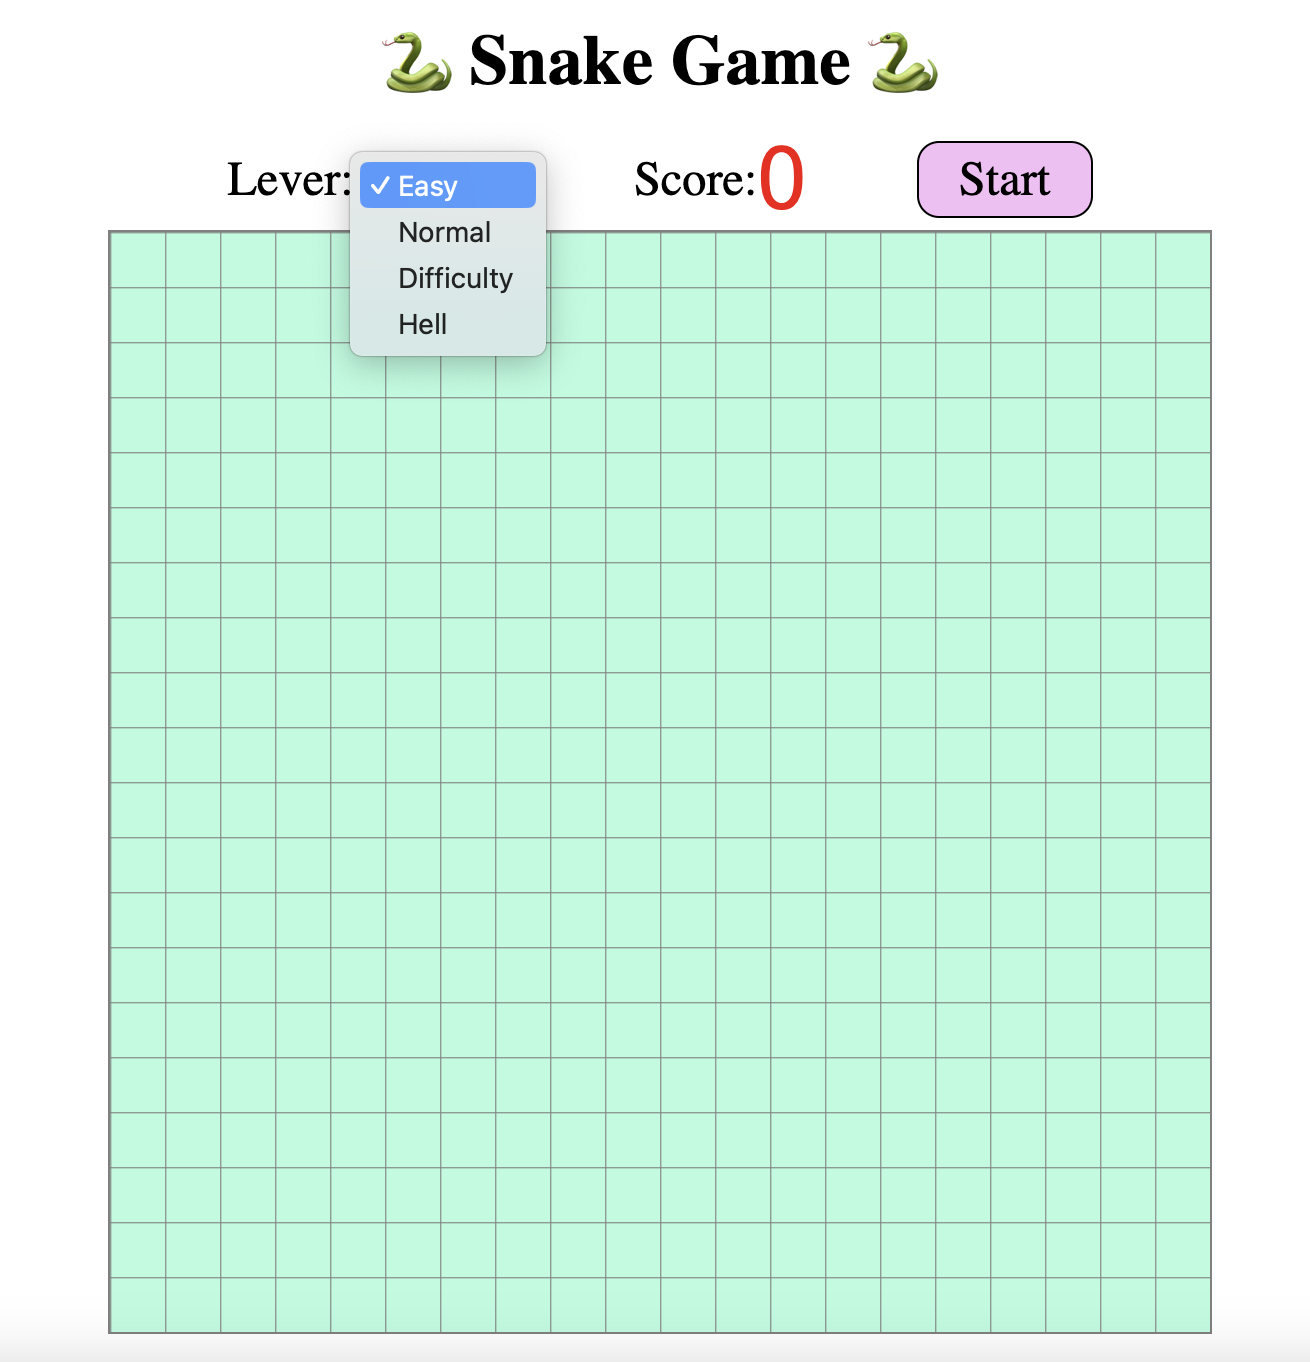 🐍 Snake Game 🐍
Lever: ✓ Easy Score:0 Start
Normal
Difficulty
Hell